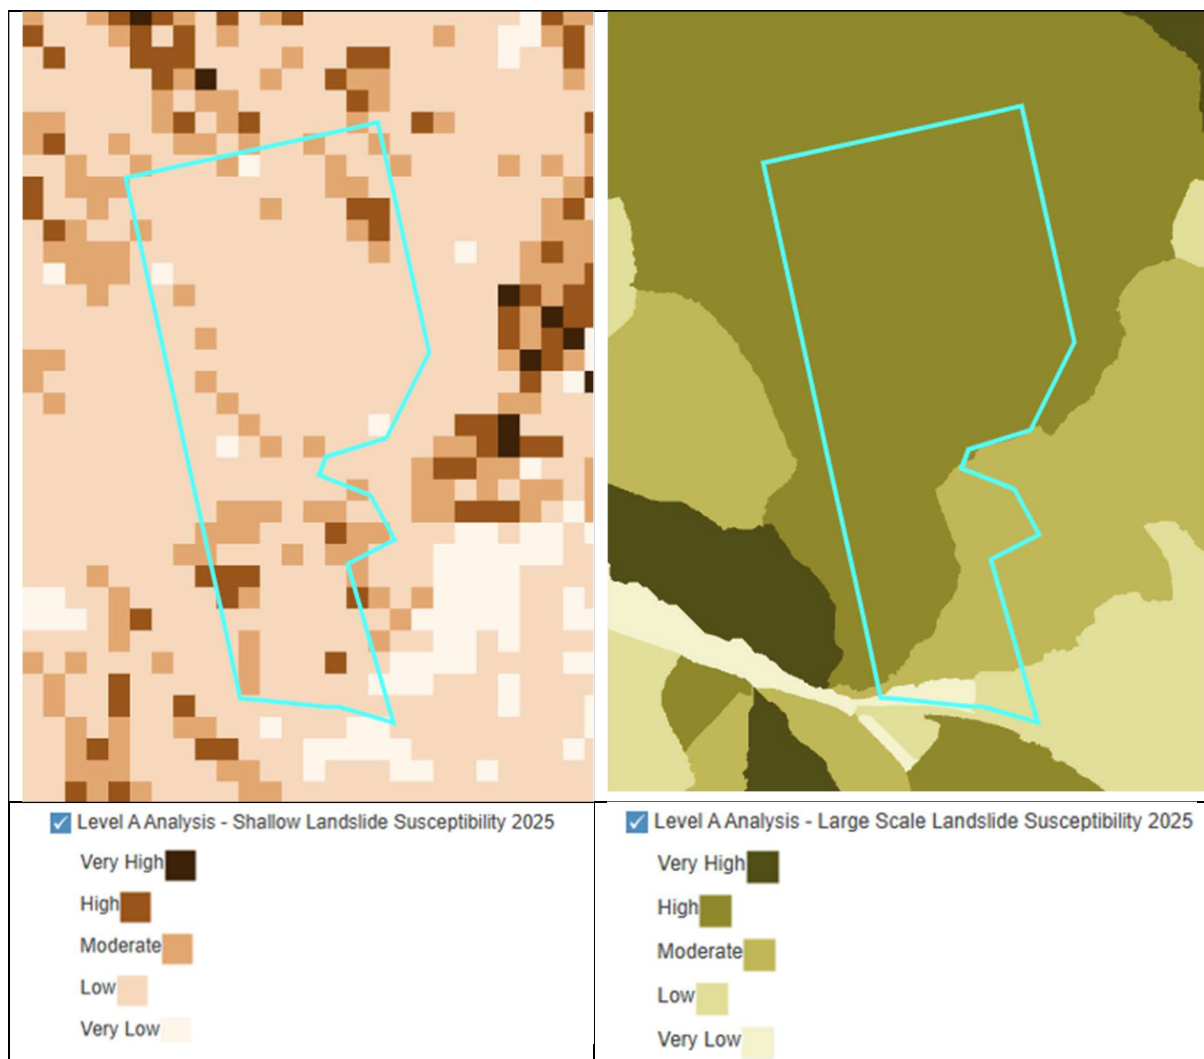 Level A Analysis - Shallow Landslide Susceptibility 2025
Very High
High
Moderate
Low
Very Low
Level A Analysis - Large Scale Landslide Susceptibility 2025
Very High
High
Moderate
Low
Very Low